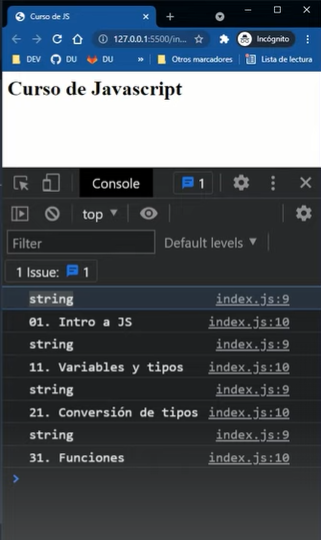 Curso de JS
127.0.0.1:5500/in...
Incógnito
DEV
DU
DU
»
Otros marcadores
Lista de lectura
Curso de Javascript
Console
1
top
Filter
Default levels
1 Issue:
1
string
index.js:9
01. Intro a JS
index.js:10
string
index.js:9
11. Variables y tipos
index.js:10
string
index.js:9
21. Conversión de tipos
index.js:10
string
index.js:9
31. Funciones
index.js:10